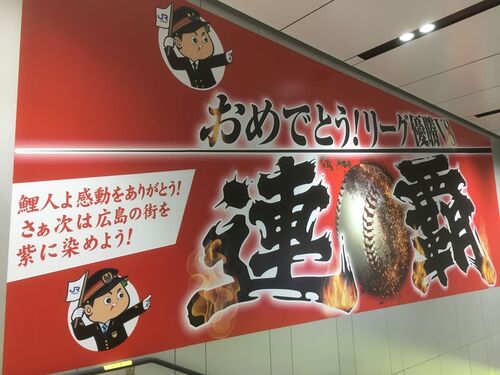 おめでとう!リーグ優勝V3
連覇
鯉人よ感動をありがとう!
さぁ次は広島の街を
紫に染めよう!
JR
JR